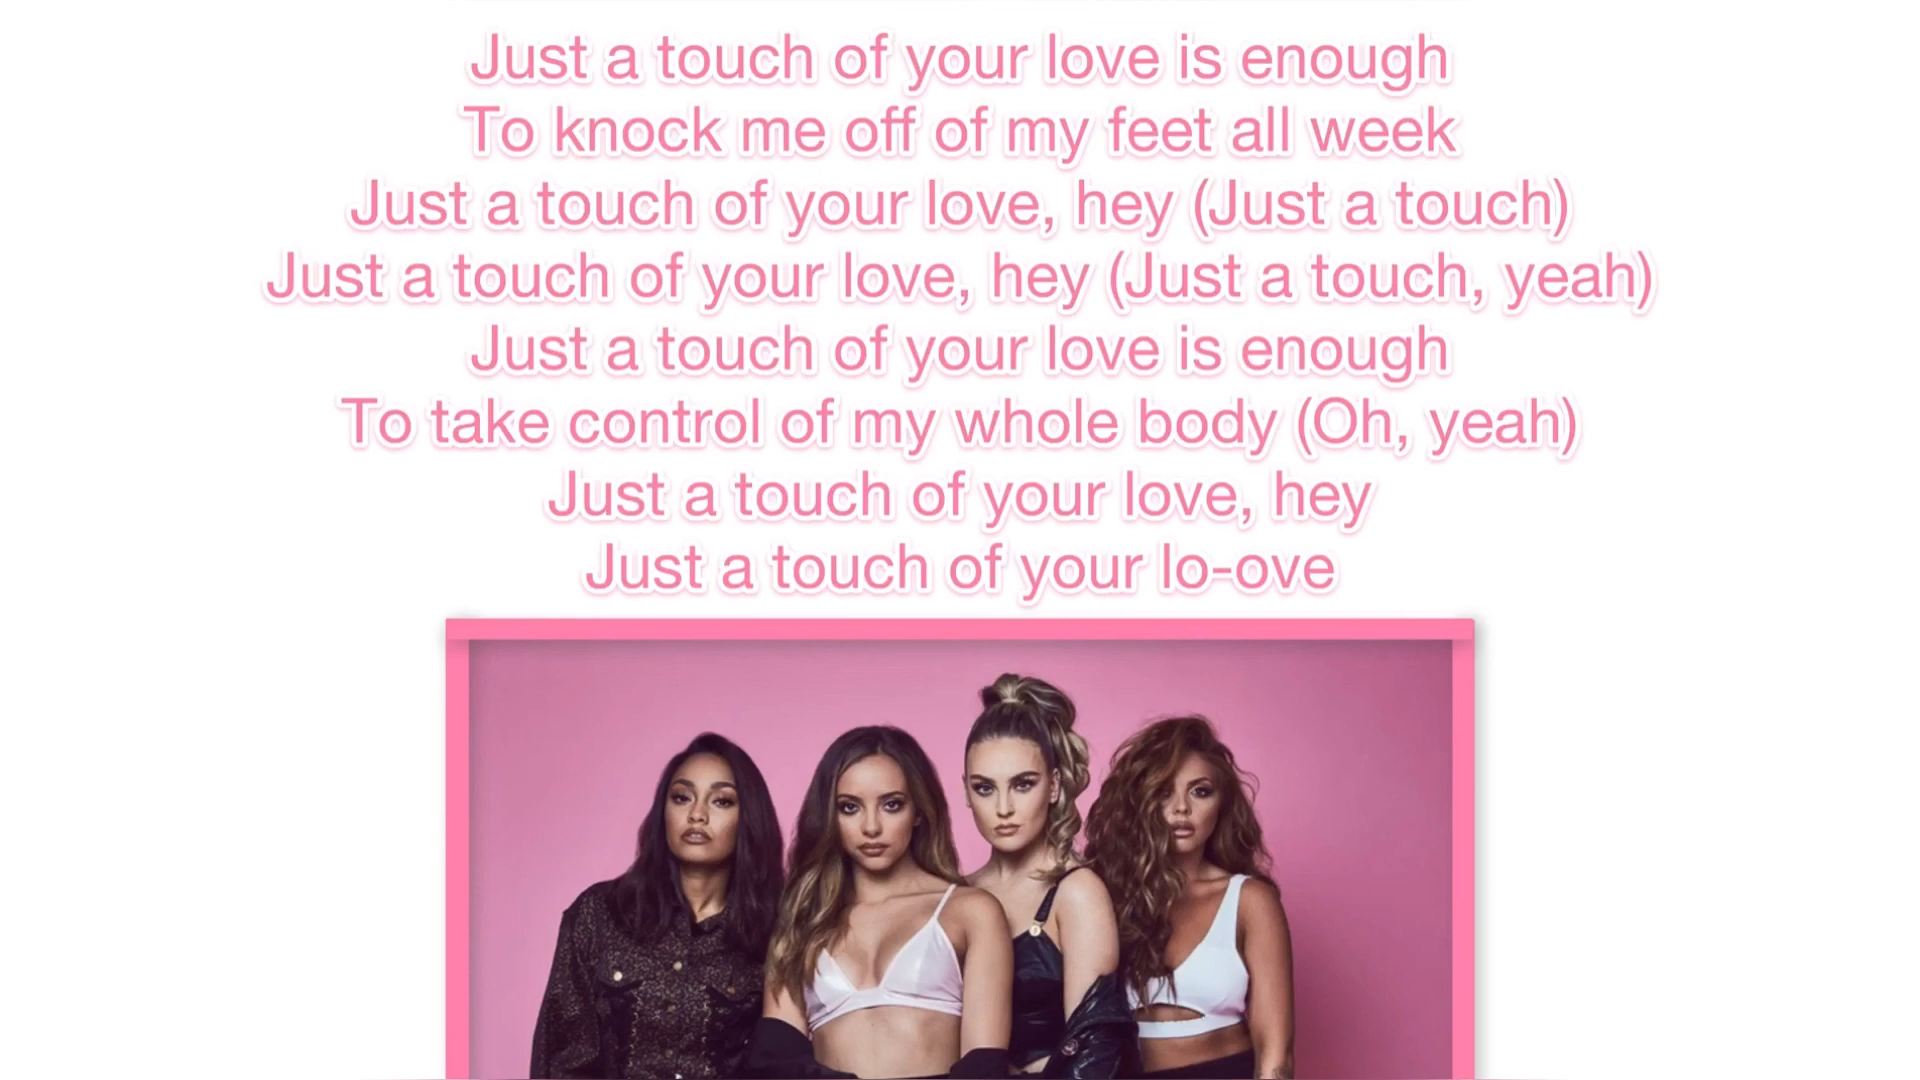 Just a touch of your love is enough
To knock me off of my feet all week
Just a touch of your love, hey (Just a touch)
Just a touch of your love, hey (Just a touch, yeah)
Just a touch of your love is enough
To take control of my whole body (Oh, yeah)
Just a touch of your love, hey
Just a touch of your lo-ove